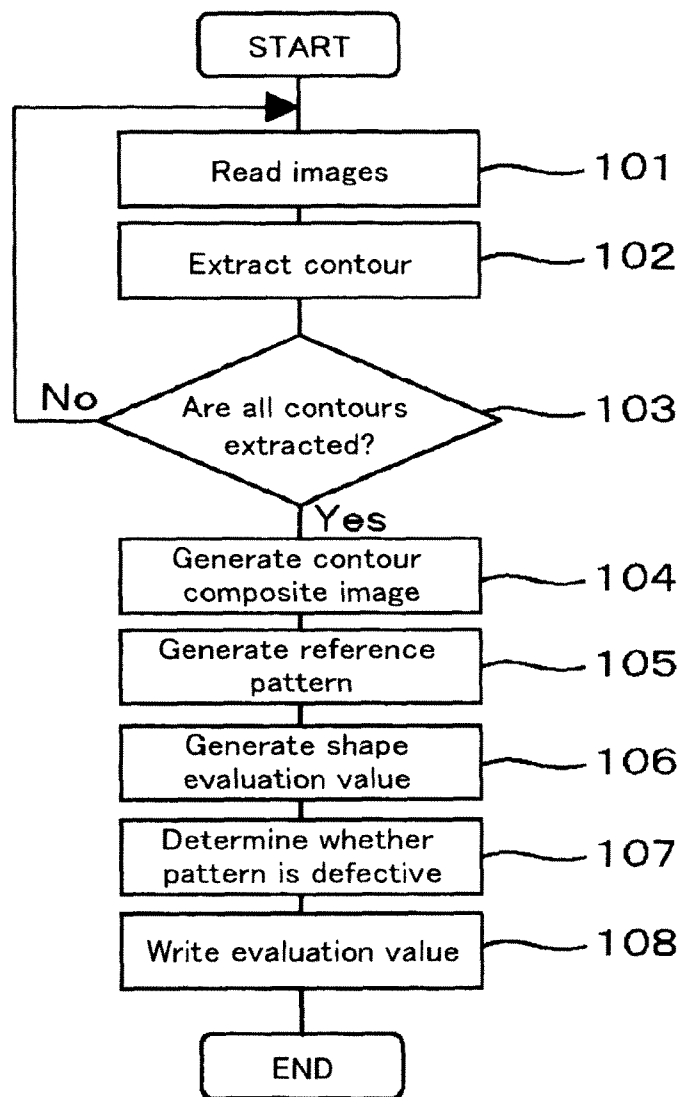 START
Read images
101
Extract contour
102
No
Are all contours
extracted?
103
Yes
Generate contour
composite image
104
Generate reference
pattern
105
Generate shape
evaluation value
106
Determine whether
pattern is defective
107
Write evaluation value
108
END